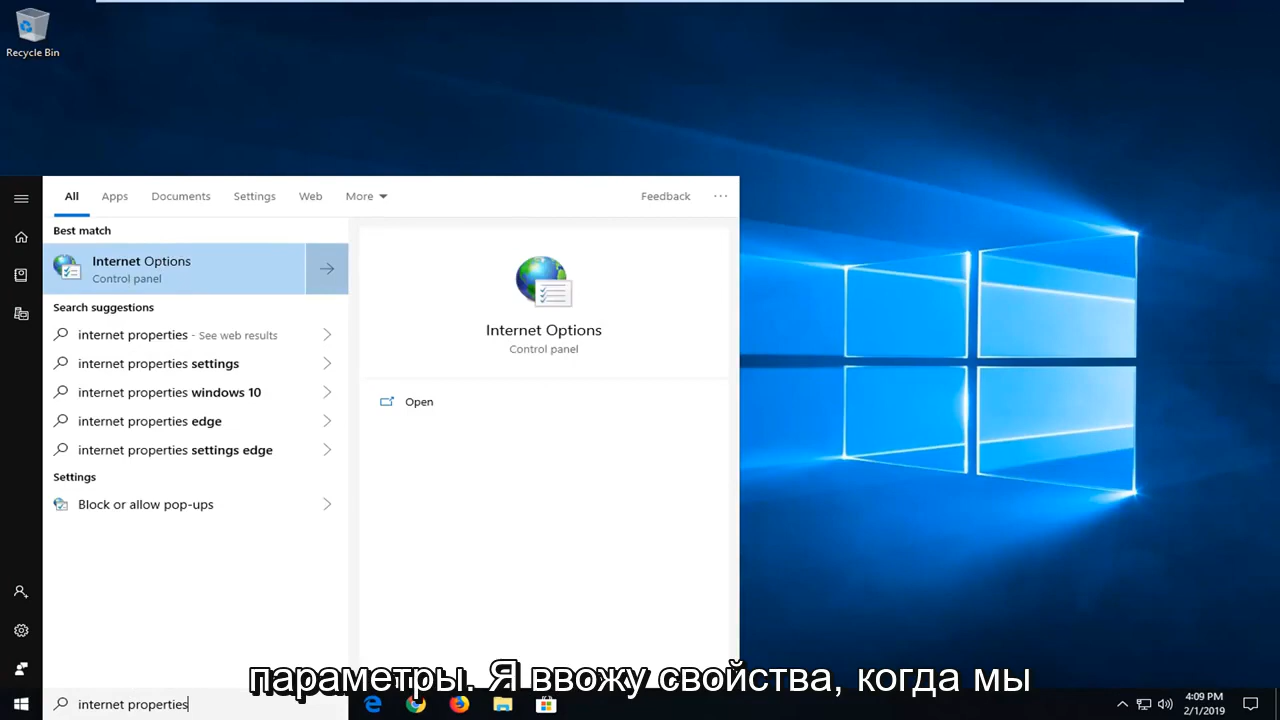 Recycle Bin
All Apps Documents Settings Web More Feedback ···
Best match
Internet Options
Control panel
Search suggestions
internet properties - See web results
internet properties settings
internet properties windows 10
internet properties edge
internet properties settings edge
Settings
Block or allow pop-ups
Internet Options
Control panel
Open
параметры. Я ввожу свойства, когда мы
internet properties
4:09 PM
2/1/2019